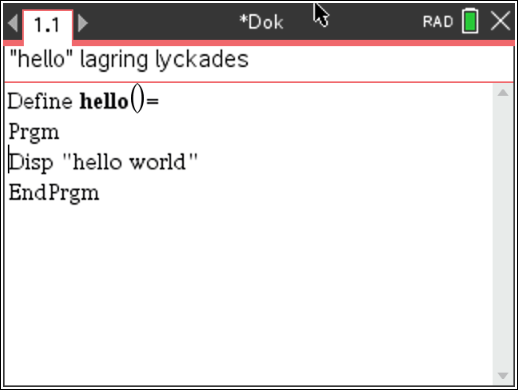 1.1 *Dok RAD
"hello" lagring lyckades
Define hello()=
Prgm
Disp "hello world"
EndPrgm